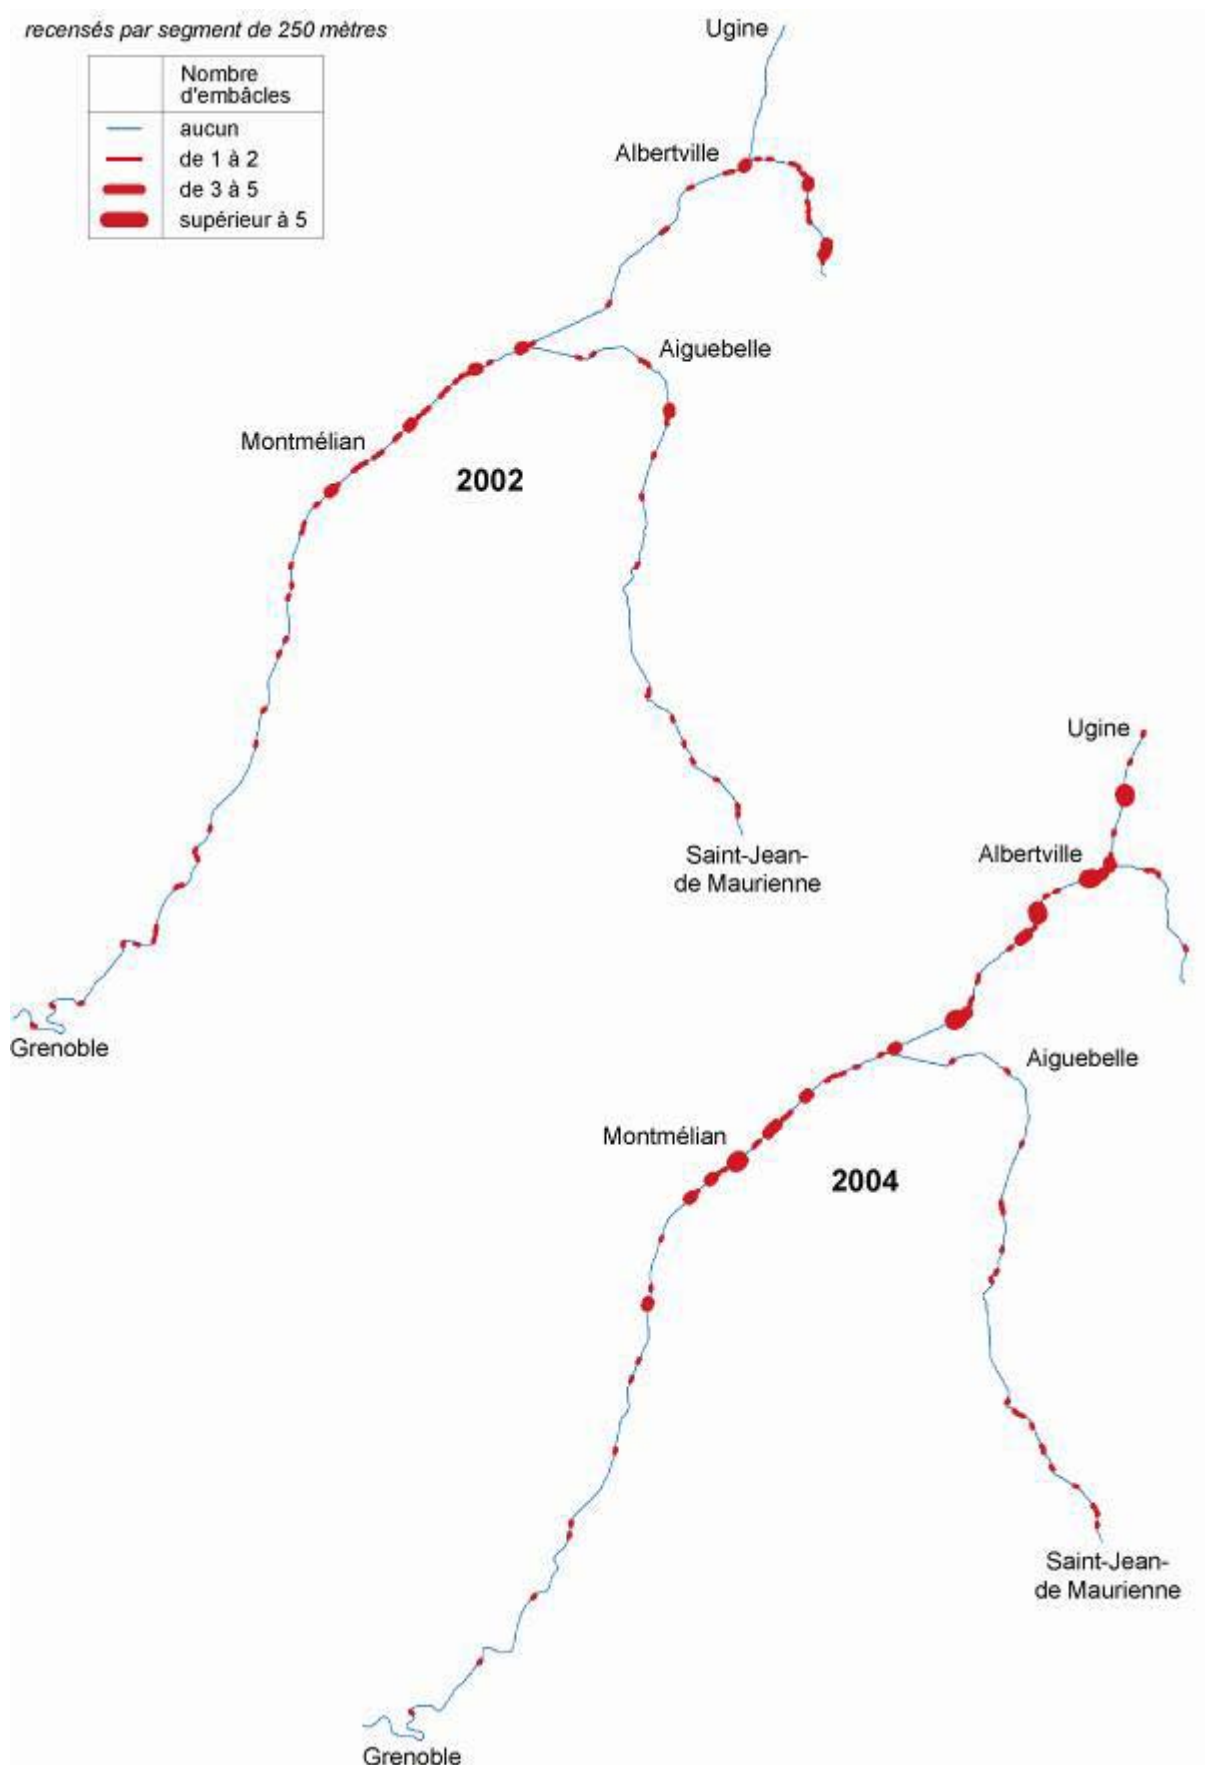 recensés par segment de 250 mètres
Nombre
d'embâcles
aucun
de 1 à 2
de 3 à 5
supérieur à 5
Ugine
Albertville
Aiguebelle
Montmélian
2002
Saint-Jean-
de Maurienne
Grenoble
Ugine
Albertville
Aiguebelle
Montmélian
2004
Saint-Jean-
de Maurienne
Grenoble